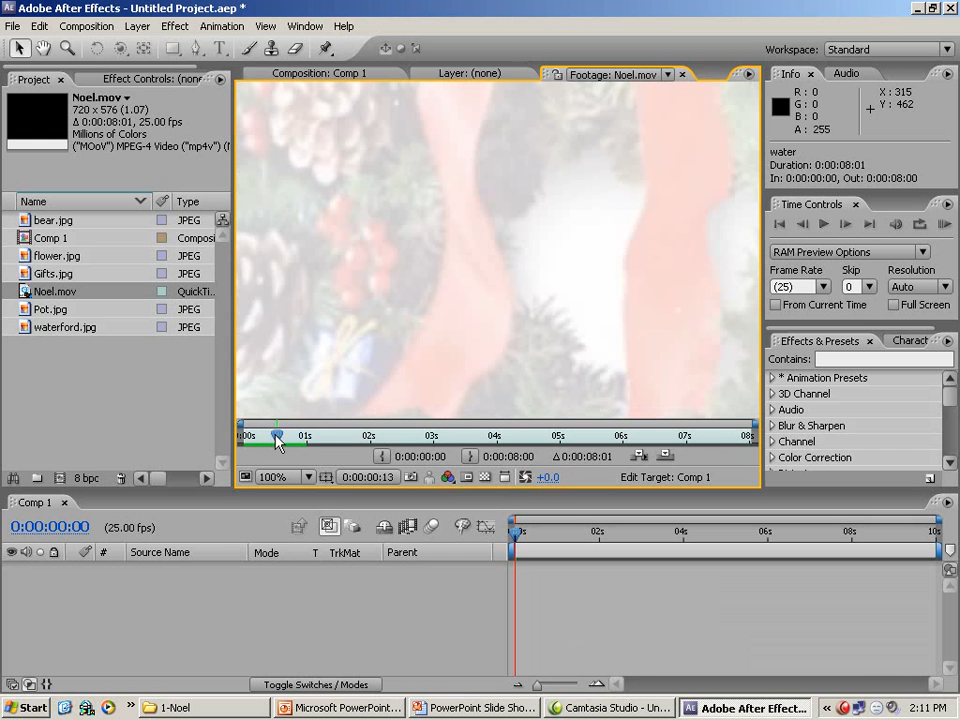 Adobe After Effects - Untitled Project.aep *
File Edit Composition Layer Effect Animation View Window Help
Workspace: Standard
Project Effect Controls: (none
Composition: Comp 1 Layer: (none) Footage: Noel.mov
Info Audio
Noel.mov
720 x 576 (1.07)
Δ 0:00:08:01, 25.00 fps
Millions of Colors
("MOoV") MPEG-4 Video ("mp4v") (N
R : 0
G : 0
B : 0
A : 255
X : 315
Y : 462
water
Duration: 0:00:08:01
In: 0:00:00:00, Out: 0:00:08:00
Name Type
bear.jpg JPEG
Comp 1 Composi
flower.jpg JPEG
Gifts.jpg JPEG
Noel.mov QuickTi..
Pot.jpg JPEG
waterford.jpg JPEG
Time Controls
RAM Preview Options
Frame Rate Skip Resolution
(25) 0 Auto
From Current Time Full Screen
Effects & Presets Charact
Contains:
* Animation Presets
3D Channel
Audio
Blur & Sharpen
Channel
Color Correction
:00s 01s 02s 03s 04s 05s 06s 07s 08s
0:00:00:00 0:00:08:00 Δ 0:00:08:01
8 bpc
100% 0:00:00:13 +0.0 Edit Target: Comp 1
Comp 1
0:00:00:00 (25.00 fps)
02s 04s 06s 08s 10s
# Source Name Mode T TrkMat Parent
Toggle Switches / Modes
Start 1-Noel Microsoft PowerPoint... PowerPoint Slide Sho... Camtasia Studio - Un... Adobe After Effect... 2:11 PM